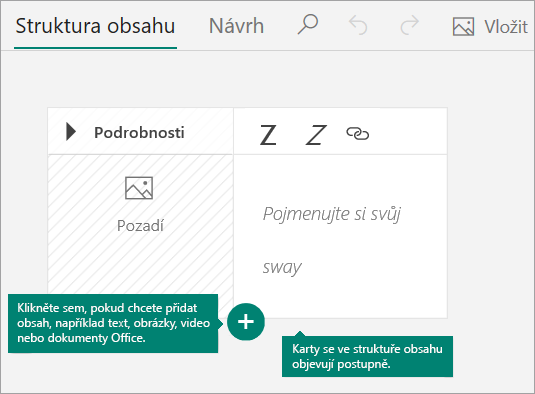 Struktura obsahu Návrh Vložit
Podrobnosti Z Z
Pozadí
Pojmenujte si svůj
sway
Klikněte sem, pokud chcete přidat
obsah, například text, obrázky, video
nebo dokumenty Office.
Karty se ve struktuře obsahu
objevují postupně.